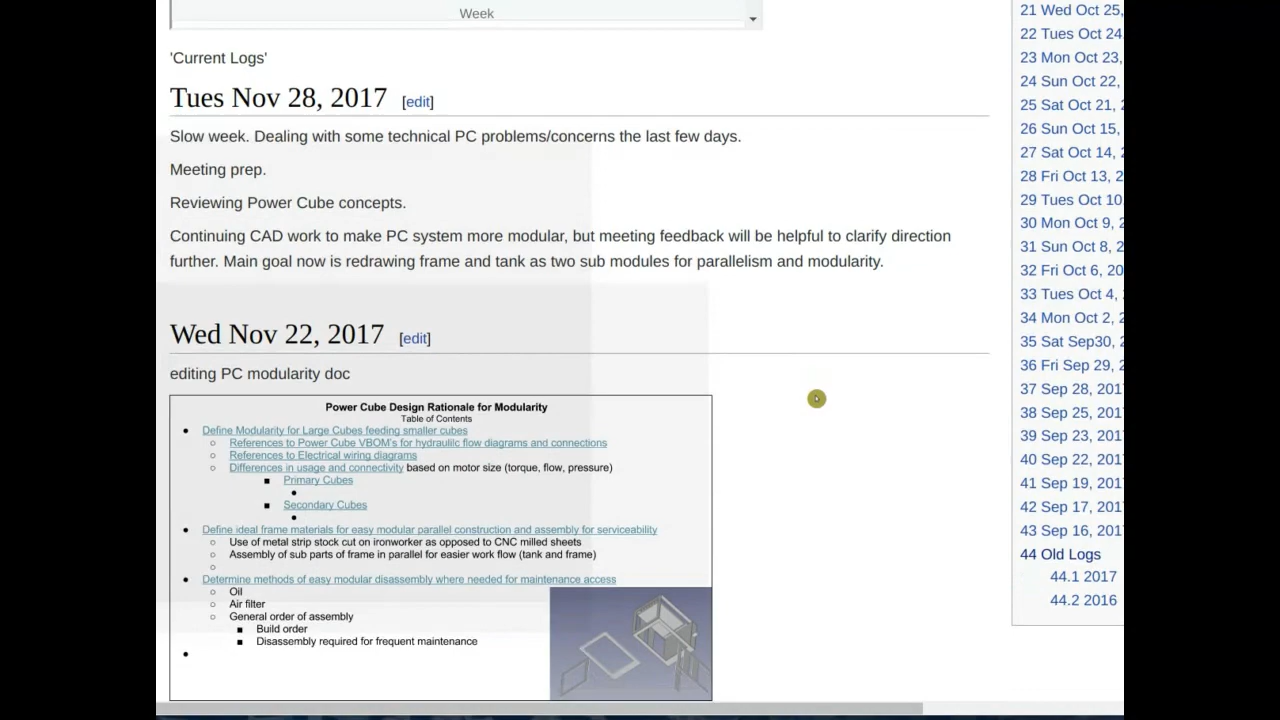 Week
'Current Logs'
Tues Nov 28, 2017 [edit]
Slow week. Dealing with some technical PC problems/concerns the last few days.
Meeting prep.
Reviewing Power Cube concepts.
Continuing CAD work to make PC system more modular, but meeting feedback will be helpful to clarify direction
further. Main goal now is redrawing frame and tank as two sub modules for parallelism and modularity.
Wed Nov 22, 2017 [edit]
editing PC modularity doc
Power Cube Design Rationale for Modularity
Table of Contents
Define Modularity for Large Cubes feeding smaller cubes
References to Power Cube VBOM's for hydraulilc flow diagrams and connections
References to Electrical wiring diagrams
Differences in usage and connectivity based on motor size (torque, flow, pressure)
Primary Cubes
Secondary Cubes
Define ideal frame materials for easy modular parallel construction and assembly for serviceability
Use of metal strip stock cut on ironworker as opposed to CNC milled sheets
Assembly of sub parts of frame in parallel for easier work flow (tank and frame)
Determine methods of easy modular disassembly where needed for maintenance access
Oil
Air filter
General order of assembly
Build order
Disassembly required for frequent maintenance
21 Wed Oct 25,
22 Tues Oct 24,
23 Mon Oct 23,
24 Sun Oct 22,
25 Sat Oct 21,
26 Sun Oct 15,
27 Sat Oct 14,
28 Fri Oct 13, 2
29 Tues Oct 10
30 Mon Oct 9, 2
31 Sun Oct 8, 2
32 Fri Oct 6, 20
33 Tues Oct 4,
34 Mon Oct 2, 2
35 Sat Sep30, 2
36 Fri Sep 29, 2
37 Sep 28, 201
38 Sep 25, 201
39 Sep 23, 201
40 Sep 22, 201
41 Sep 19, 201
42 Sep 17, 201
43 Sep 16, 201
44 Old Logs
44.1 2017
44.2 2016